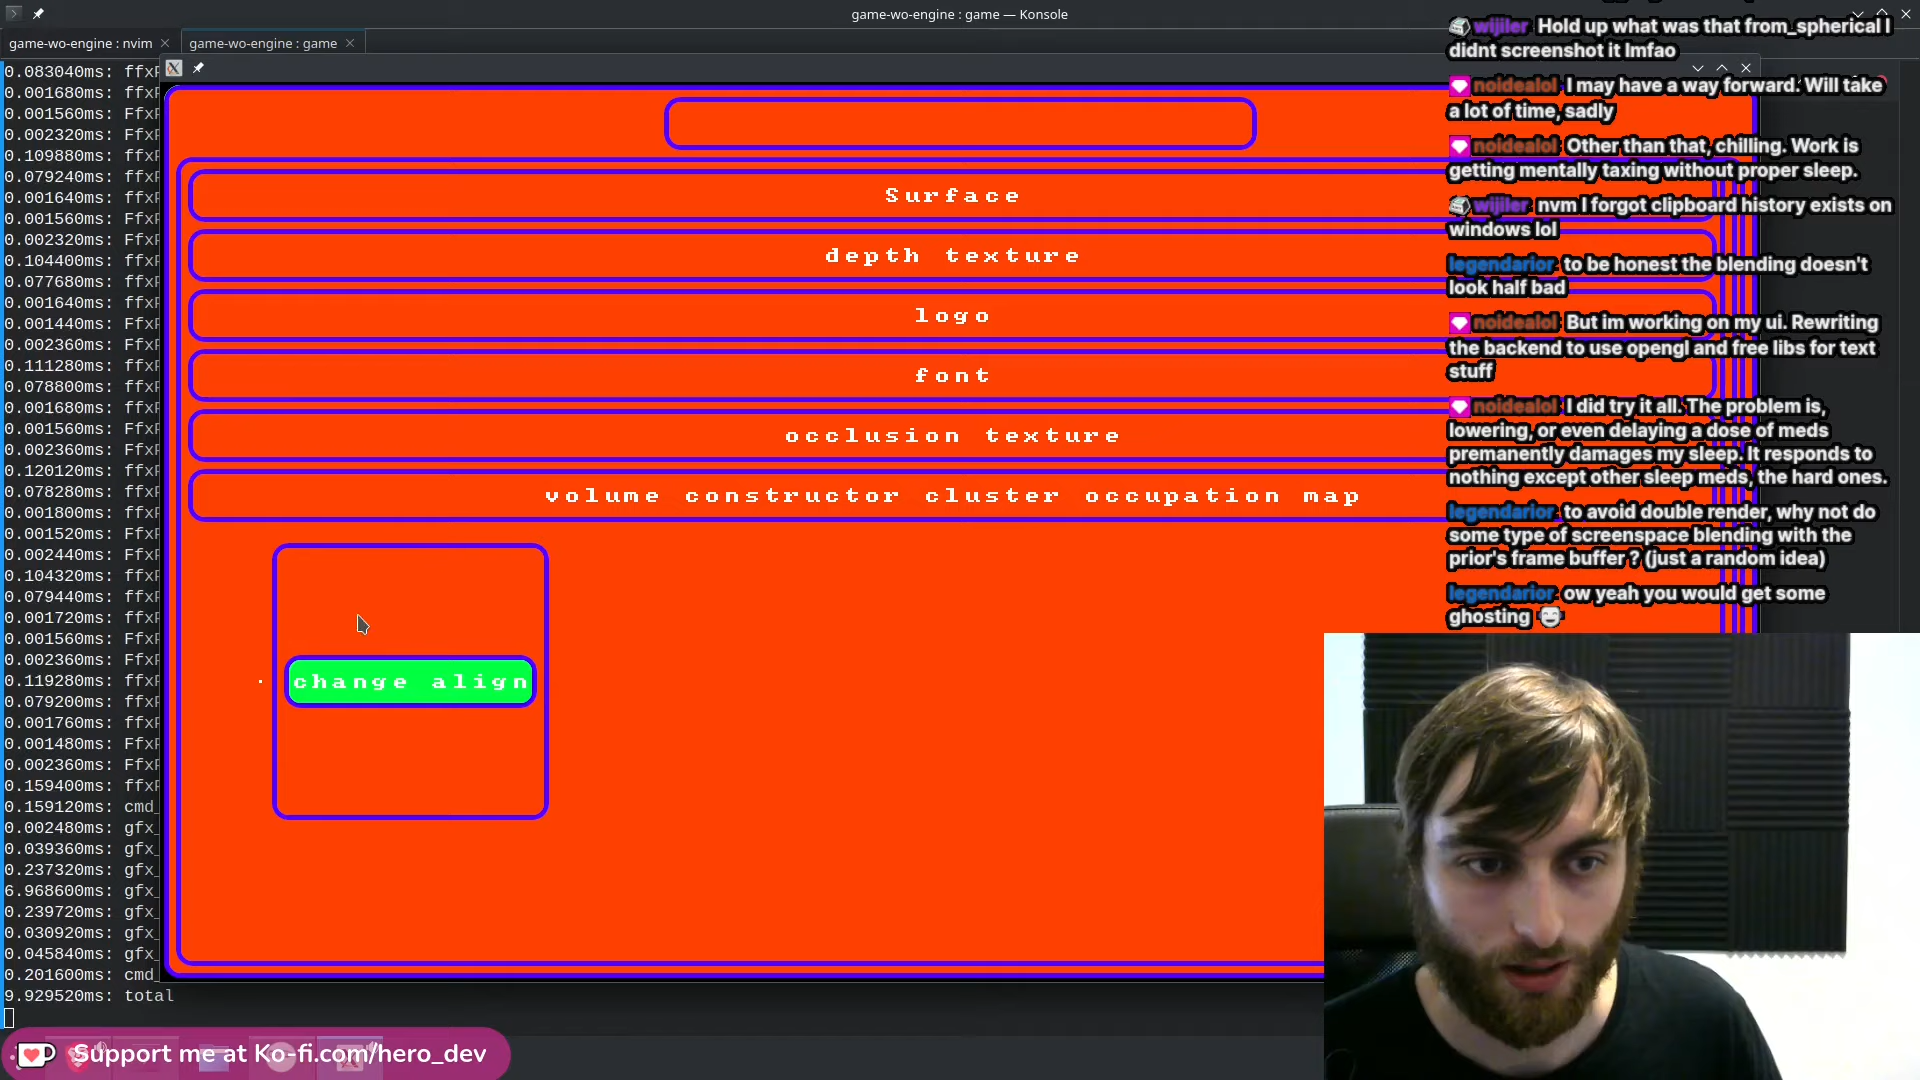 game-wo-engine : game — Konsole
game-wo-engine : nvim
game-wo-engine : game
0.083040ms: ffxF
0.001680ms: ffxF
0.001560ms: FfxF
0.002320ms: ffxF
0.109880ms: ffxF
0.079240ms: ffxF
0.001640ms: ffxF
0.001560ms: FfxF
0.002320ms: ffxF
0.104400ms: ffxF
0.077680ms: ffxF
0.001640ms: ffxF
0.001440ms: FfxF
0.002360ms: ffxF
0.111280ms: ffxF
0.078800ms: ffxF
0.001680ms: ffxF
0.001560ms: FfxF
0.002360ms: ffxF
0.120120ms: ffxF
0.078280ms: ffxF
0.001800ms: ffxF
0.001520ms: FfxF
0.002440ms: ffxF
0.104320ms: ffxF
0.079440ms: ffxF
0.001720ms: ffxF
0.001560ms: FfxF
0.002360ms: ffxF
0.119280ms: ffxF
0.079200ms: ffxF
0.001760ms: ffxF
0.001480ms: FfxF
0.002360ms: ffxF
0.159400ms: ffxF
0.159120ms: cmd_
0.002480ms: gfx_
0.039360ms: gfx_
0.237320ms: gfx_
6.968600ms: gfx_
0.239720ms: gfx_
0.030920ms: gfx_
0.045840ms: gfx_
0.201600ms: cmd_
9.929520ms: total
Surface
depth texture
logo
font
occlusion texture
volume constructor cluster occupation map
change align
wijiler Hold up what was that from_spherical I
didnt screenshot it lmfao
noidealol I may have a way forward. Will take
a lot of time, sadly
noidealol Other than that, chilling. Work is
getting mentally taxing without proper sleep.
wijiler nvm I forgot clipboard history exists on
windows lol
legendarior to be honest the blending doesn't
look half bad
noidealol But im working on my ui. Rewriting
the backend to use opengl and free libs for text
stuff
noidealol I did try it all. The problem is,
lowering, or even delaying a dose of meds
premanently damages my sleep. It responds to
nothing except other sleep meds, the hard ones.
legendarior to avoid double render, why not do
some type of screenspace blending with the
prior's frame buffer ? (just a random idea)
legendarior ow yeah you would get some
ghosting
Support me at Ko-fi.com/hero_dev